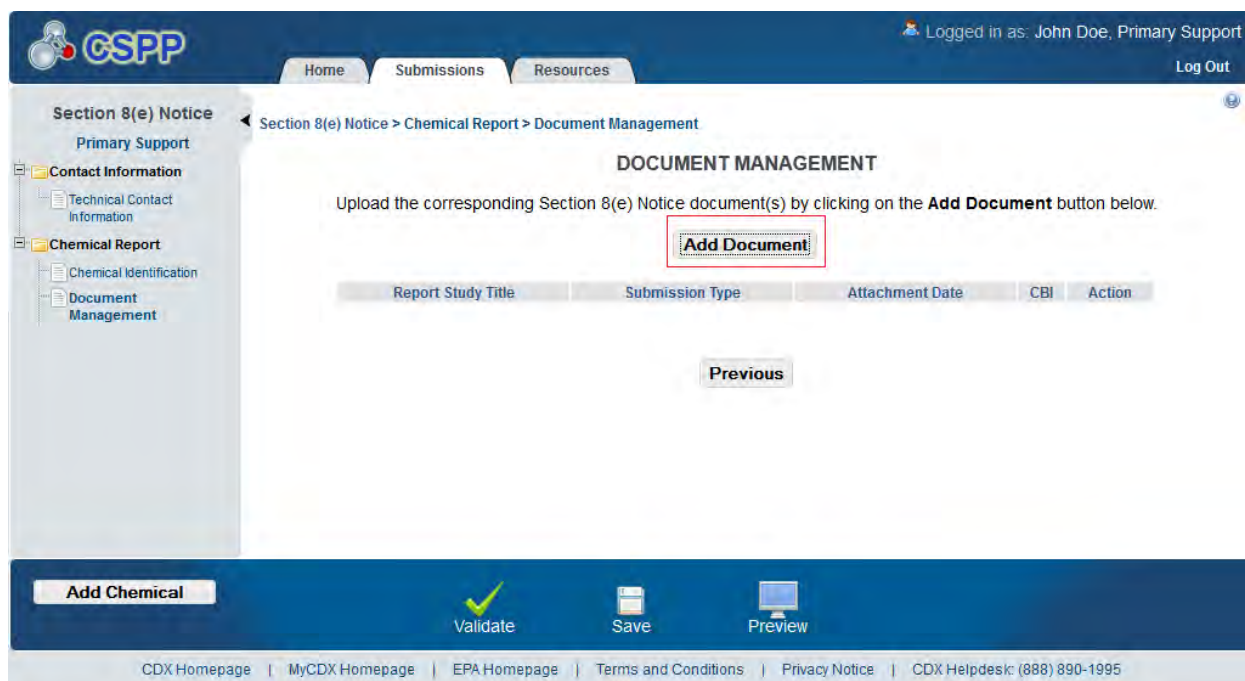 CSPP
Logged in as: John Doe, Primary Support
Home Submissions Resources
Log Out
Section 8(e) Notice
Primary Support
Contact Information
Technical Contact
Information
Chemical Report
Chemical Identification
Document
Management
Section 8(e) Notice > Chemical Report > Document Management
DOCUMENT MANAGEMENT
Upload the corresponding Section 8(e) Notice document(s) by clicking on the Add Document button below.
Add Document
Report Study Title Submission Type Attachment Date CBI Action
Previous
Add Chemical
Validate Save Preview
CDX Homepage | MyCDX Homepage | EPA Homepage | Terms and Conditions | Privacy Notice | CDX Helpdesk: (888) 890-1995